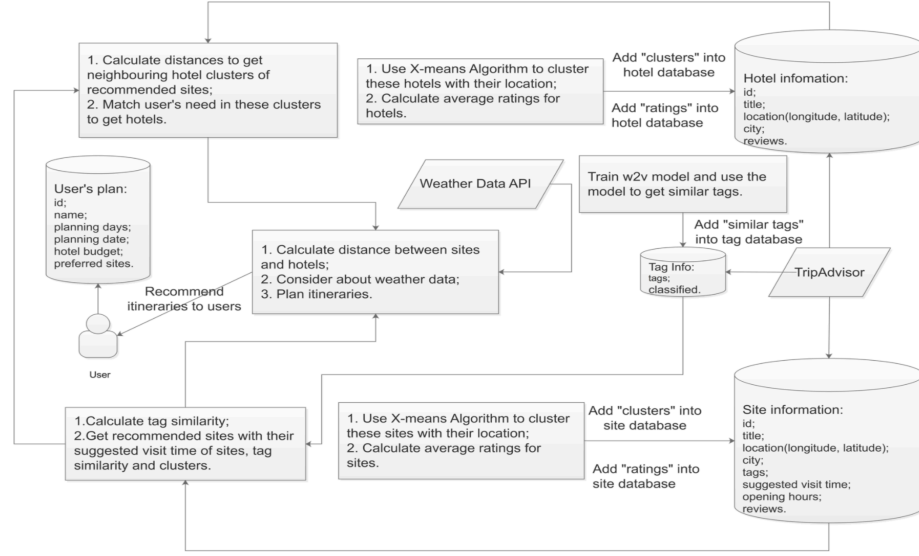 1. Calculate distances to get
neighbouring hotel clusters of
recommended sites;
2. Match user's need in these clusters
to get hotels.
1. Use X-means Algorithm to cluster
these hotels with their location;
2. Calculate average ratings for
hotels.
Add "clusters" into
hotel database
Add "ratings" into
hotel database
Hotel infomation:
id;
title;
location(longitude, latitude);
city;
reviews.
User's plan:
id;
name;
planning days;
planning date;
hotel budget;
preferred sites.
Weather Data API
Train w2v model and use the
model to get similar tags.
Add "similar tags"
into tag database
1. Calculate distance between sites
and hotels;
2. Consider about weather data;
3. Plan itineraries.
Tag Info:
tags;
classified.
TripAdvisor
Recommend
itineraries to users
User
1.Calculate tag similarity;
2.Get recommended sites with their
suggested visit time of sites, tag
similarity and clusters.
1. Use X-means Algorithm to cluster
these sites with their location;
2. Calculate average ratings for
sites.
Add "clusters" into
site database
Add "ratings" into
site database
Site information:
id;
title;
location(longitude, latitude);
city;
tags;
suggested visit time;
opening hours;
reviews.